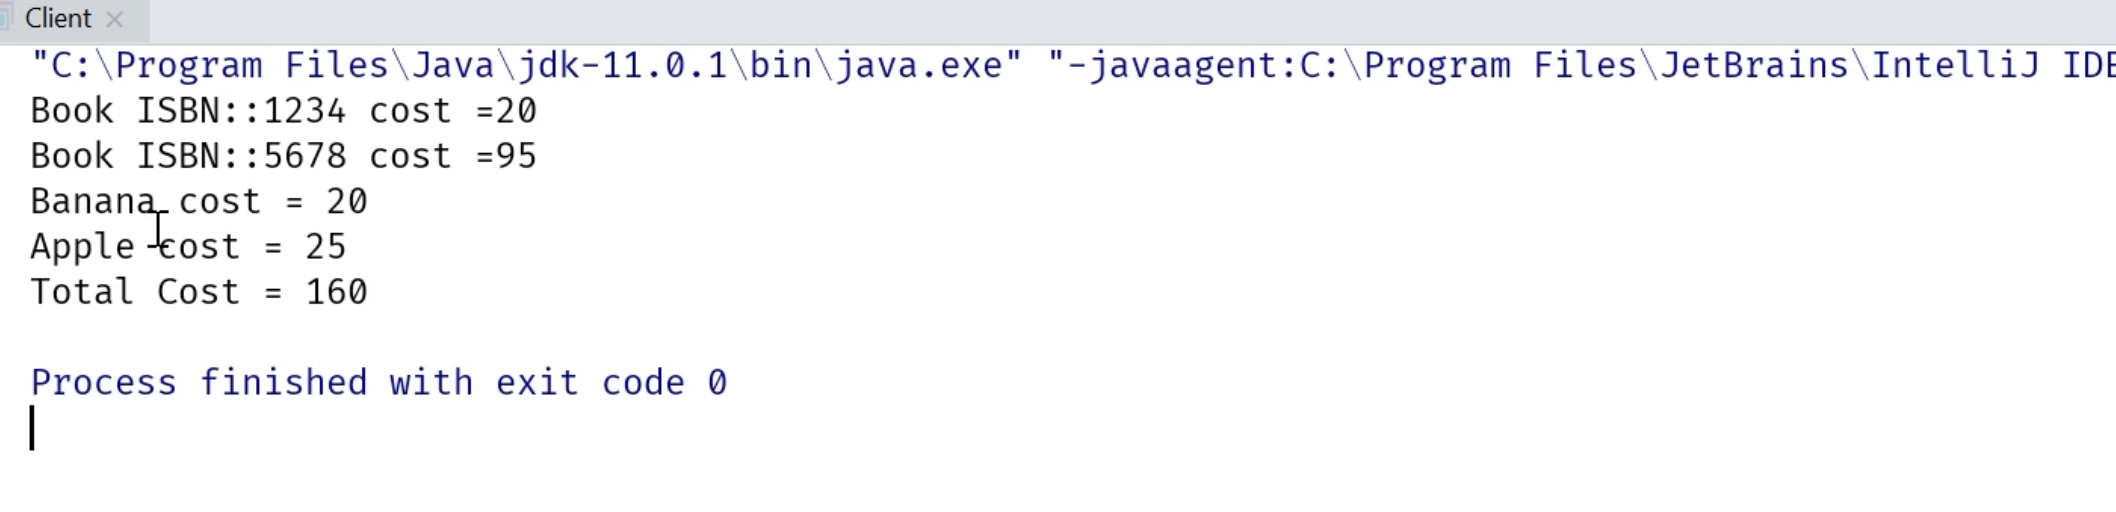 Client
"C:\Program Files\Java\jdk-11.0.1\bin\java.exe" "-javaagent:C:\Program Files\JetBrains\IntelliJ IDE
Book ISBN::1234 cost =20
Book ISBN::5678 cost =95
Banana cost = 20
Apple cost = 25
Total Cost = 160
Process finished with exit code 0